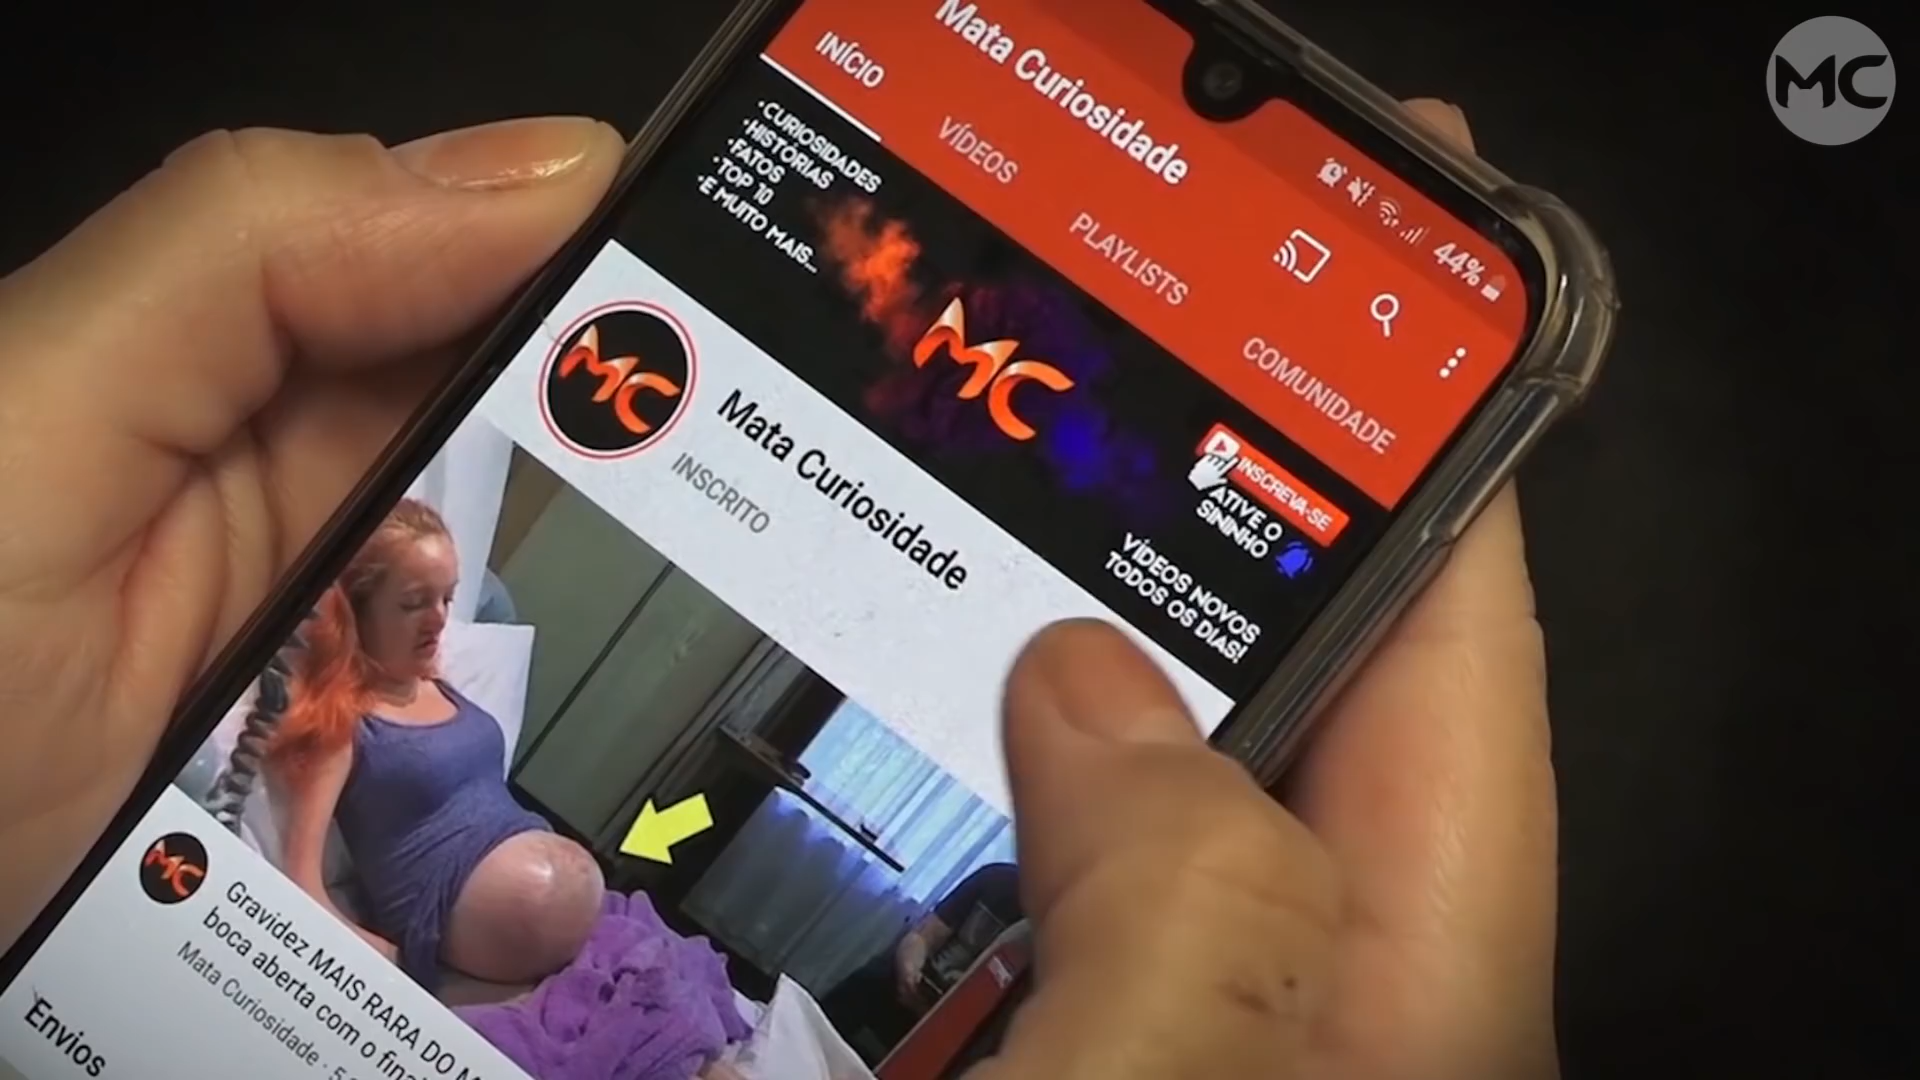 MC
Mata Curiosidade
44%
INÍCIO
VÍDEOS
PLAYLISTS
COMUNIDADE
•CURIOSIDADES
•HISTÓRIAS
•FATOS
•TOP 10
•E MUITO MAIS...
MC
INSCREVA-SE
ATIVE O
SININHO
VÍDEOS NOVOS
TODOS OS DIAS!
MC
Mata Curiosidade
INSCRITO
MC
Gravidez MAIS RARA DO
boca aberta com o
Mata Curiosidade
Envios